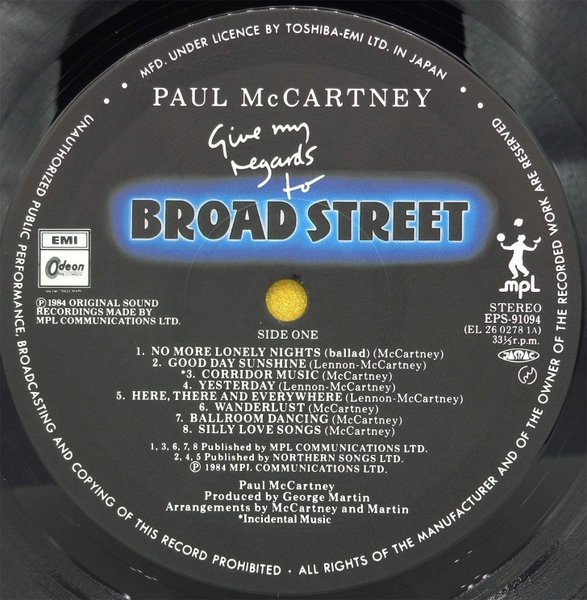 MFD. UNDER LICENCE BY TOSHIBA-EMI LTD. IN JAPAN
PAUL McCARTNEY
Give my
regards
to
BROAD STREET
EMI
Odeon
mpl
Ⓟ 1984 ORIGINAL SOUND
RECORDINGS MADE BY
MPL COMMUNICATIONS LTD.
STEREO
EPS-91094
(EL 26 0278 1A)
33⅓ r.p.m.
SIDE ONE
1. NO MORE LONELY NIGHTS (ballad) (McCartney)
2. GOOD DAY SUNSHINE (Lennon-McCartney)
*3. CORRIDOR MUSIC (McCartney)
4. YESTERDAY (Lennon-McCartney)
5. HERE, THERE AND EVERYWHERE (Lennon-McCartney)
6. WANDERLUST (McCartney)
7. BALLROOM DANCING (McCartney)
8. SILLY LOVE SONGS (McCartney)
1, 3, 6, 7, 8 Published by MPL COMMUNICATIONS LTD.
2, 4, 5 Published by NORTHERN SONGS LTD.
Ⓟ 1984 MPL COMMUNICATIONS LTD.
Paul McCartney
Produced by George Martin
Arrangements by McCartney and Martin
*Incidental Music
UNAUTHORIZED PUBLIC PERFORMANCE, BROADCASTING AND COPYING OF THIS RECORD PROHIBITED · ALL RIGHTS OF THE MANUFACTURER AND OF THE OWNER OF THE RECORDED WORK ARE RESERVED